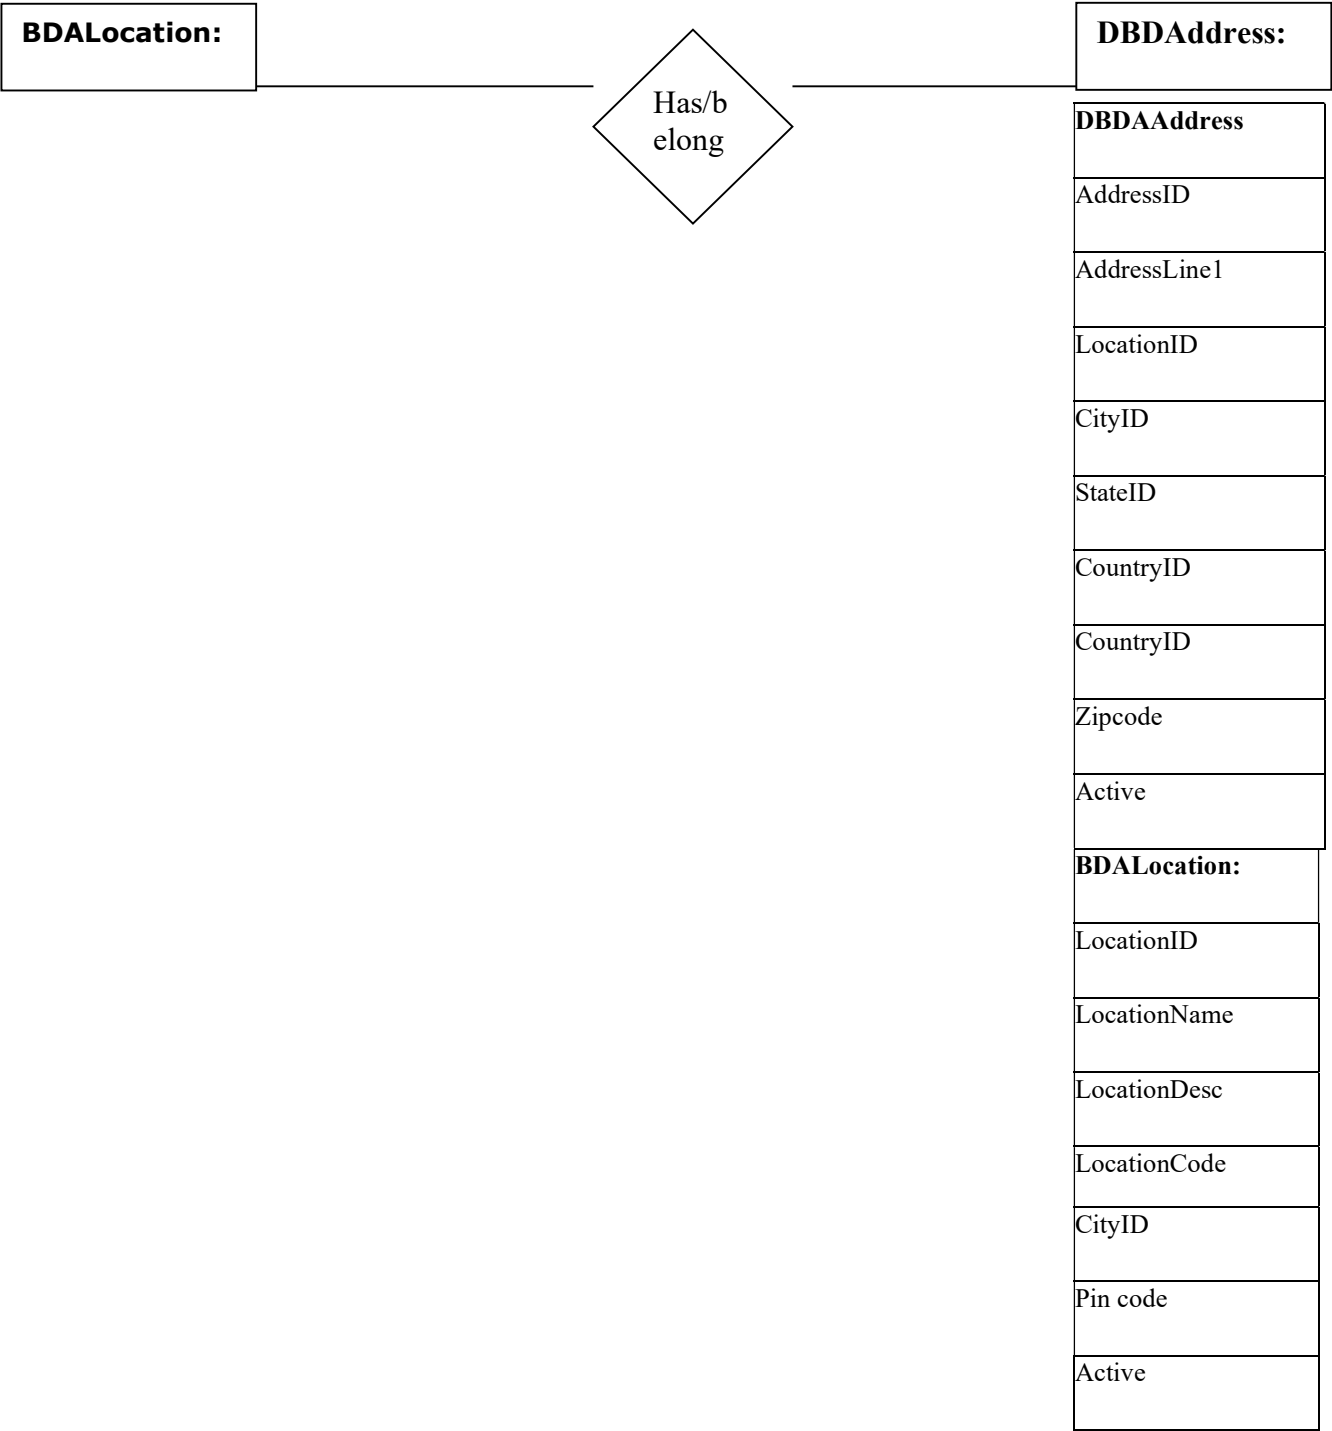 BDALocation:
Has/b
elong
DBDAddress:
DBDAAddress
AddressID
AddressLine1
LocationID
CityID
StateID
CountryID
CountryID
Zipcode
Active
BDALocation:
LocationID
LocationName
LocationDesc
LocationCode
CityID
Pin code
Active